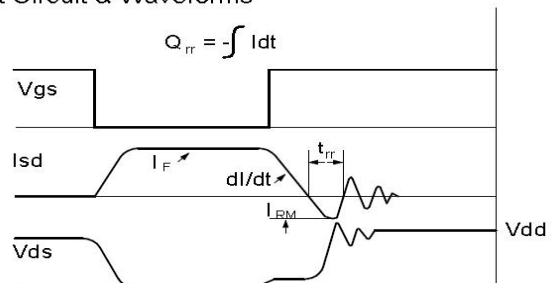 t Circuit & Waveforms
Q rr = -∫ Idt
Vgs
Isd
I F
t rr
dI/dt
I RM
Vds
Vdd